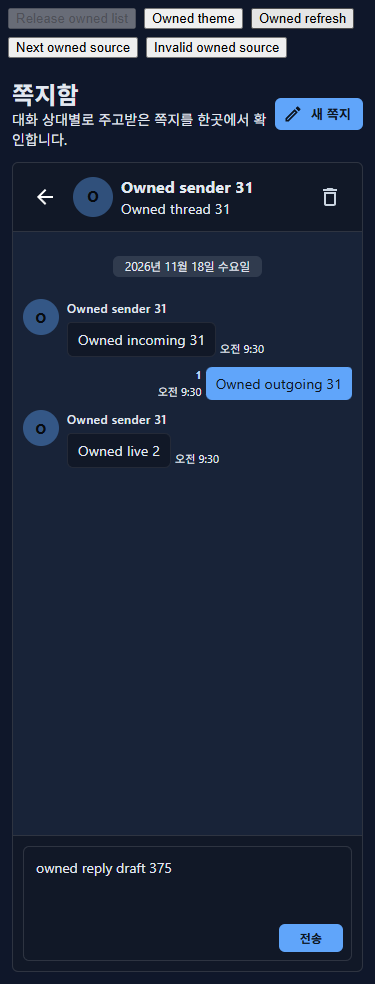 Release owned list
Owned theme
Owned refresh
Next owned source
Invalid owned source
쪽지함
대화 상대별로 주고받은 쪽지를 한곳에서 확
인합니다.
새 쪽지
O
Owned sender 31
Owned thread 31
2026년 11월 18일 수요일
O
Owned sender 31
Owned incoming 31
오전 9:30
1
오전 9:30
Owned outgoing 31
O
Owned sender 31
Owned live 2
오전 9:30
owned reply draft 375
전송